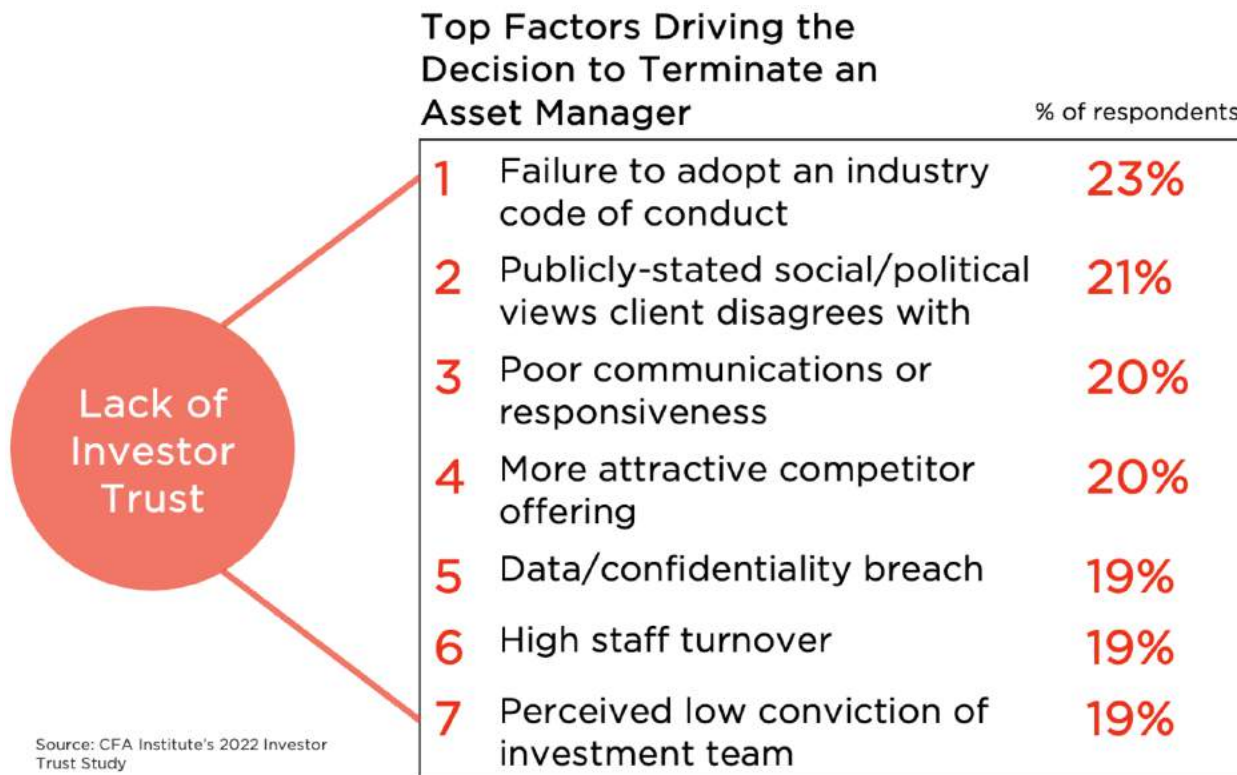 Top Factors Driving the
Decision to Terminate an
Asset Manager
% of respondents
1 Failure to adopt an industry
code of conduct
23%
2 Publicly-stated social/political
views client disagrees with
21%
3 Poor communications or
responsiveness
20%
4 More attractive competitor
offering
20%
5 Data/confidentiality breach
19%
6 High staff turnover
19%
7 Perceived low conviction of
investment team
19%
Lack of
Investor
Trust
Source: CFA Institute's 2022 Investor
Trust Study